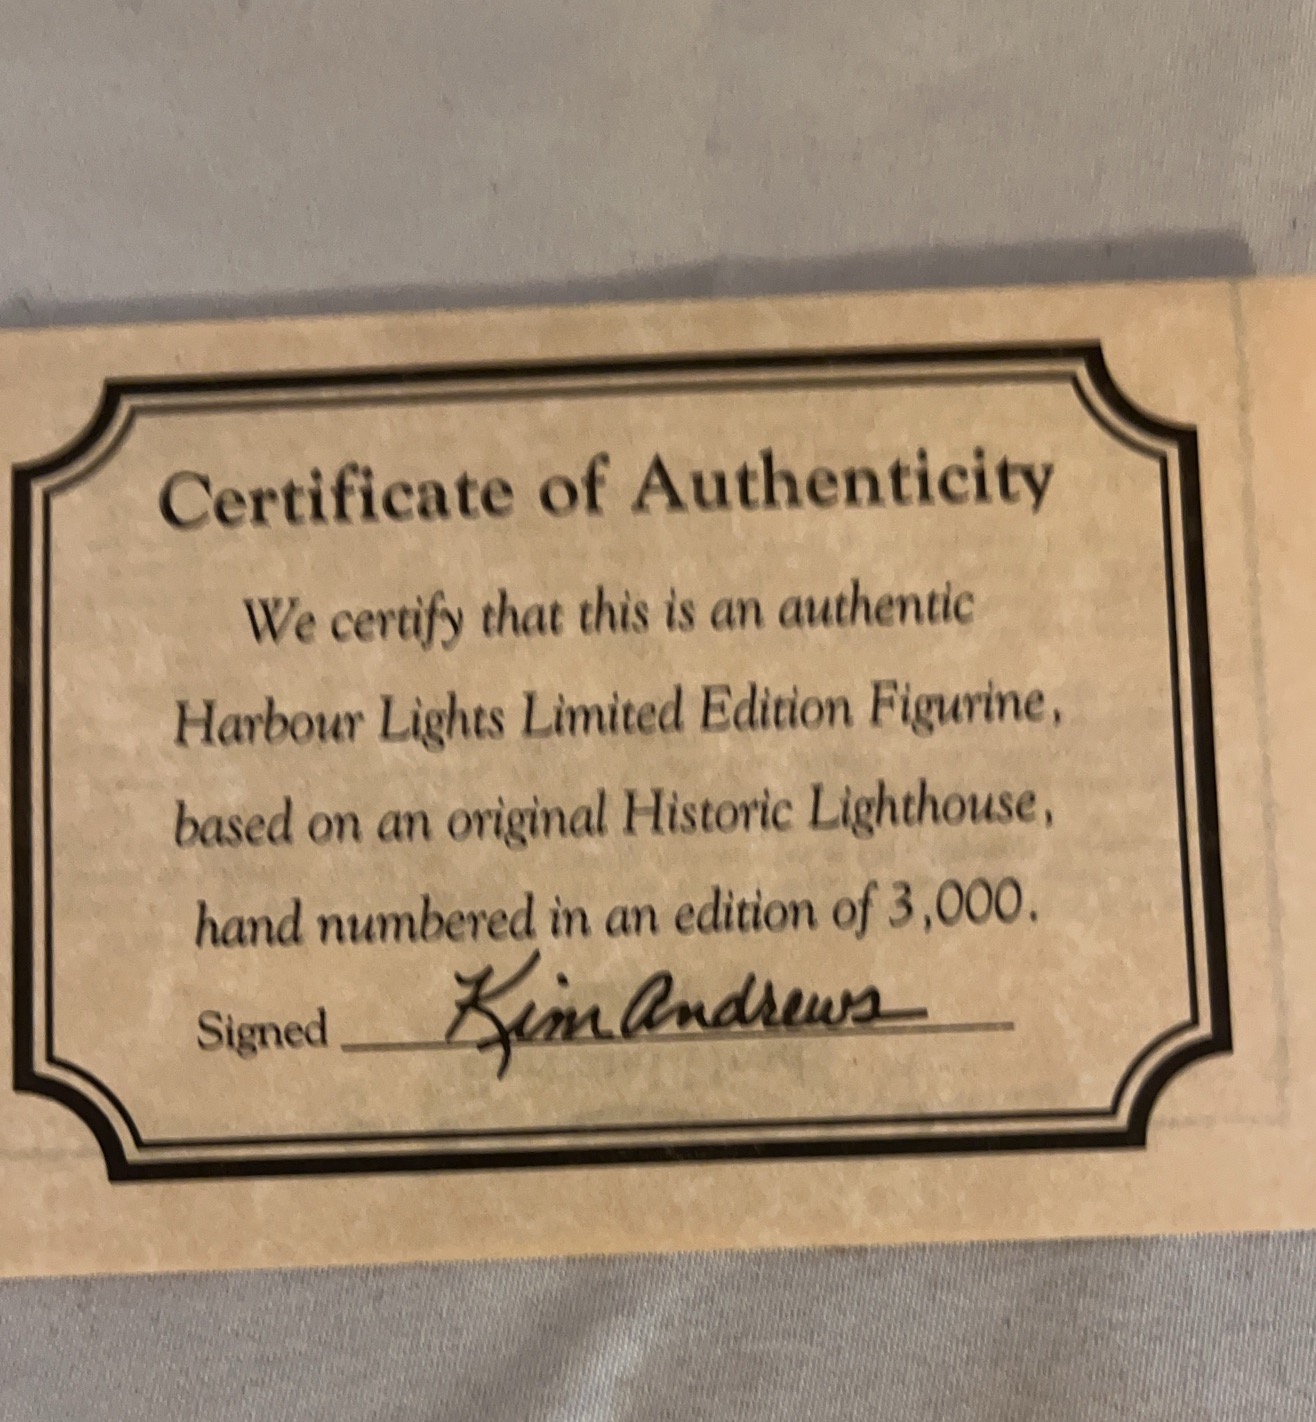 Certificate of Authenticity
We certify that this is an authentic
Harbour Lights Limited Edition Figurine,
based on an original Historic Lighthouse,
hand numbered in an edition of 3,000.
Signed Kim Andrews